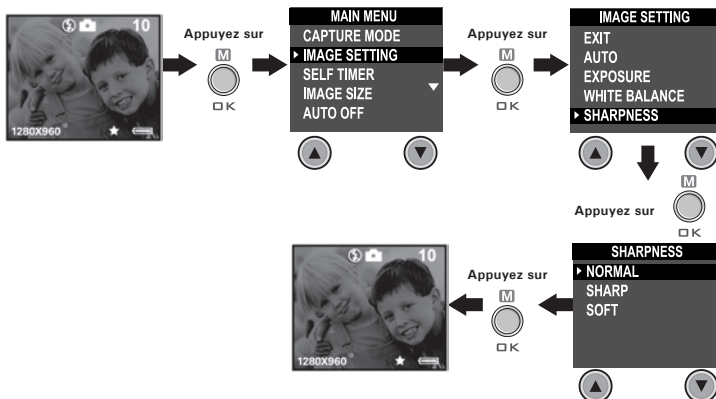 10
1280X960
Appuyez sur
M
OK
MAIN MENU
CAPTURE MODE
IMAGE SETTING
SELF TIMER
IMAGE SIZE
AUTO OFF
Appuyez sur
M
OK
IMAGE SETTING
EXIT
AUTO
EXPOSURE
WHITE BALANCE
SHARPNESS
Appuyez sur
M
OK
SHARPNESS
NORMAL
SHARP
SOFT
Appuyez sur
M
OK
10
1280X960